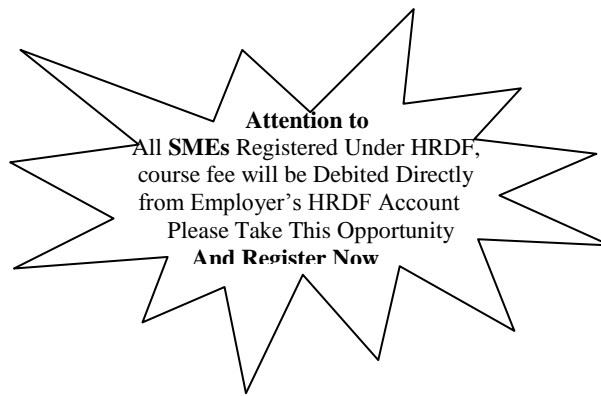 Attention to
All SMEs Registered Under HRDF,
course fee will be Debited Directly
from Employer's HRDF Account
Please Take This Opportunity
And Register Now